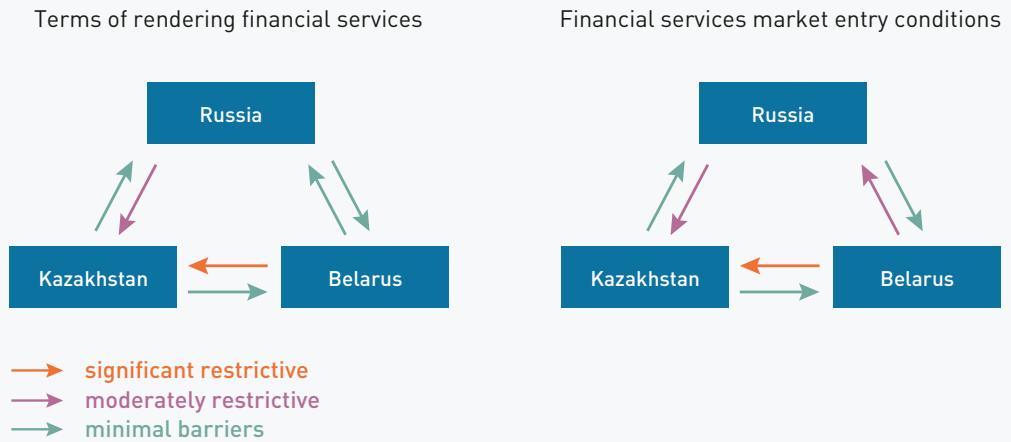 Terms of rendering financial services
Russia
Kazakhstan
Belarus
Financial services market entry conditions
Russia
Kazakhstan
Belarus
significant restrictive
moderately restrictive
minimal barriers